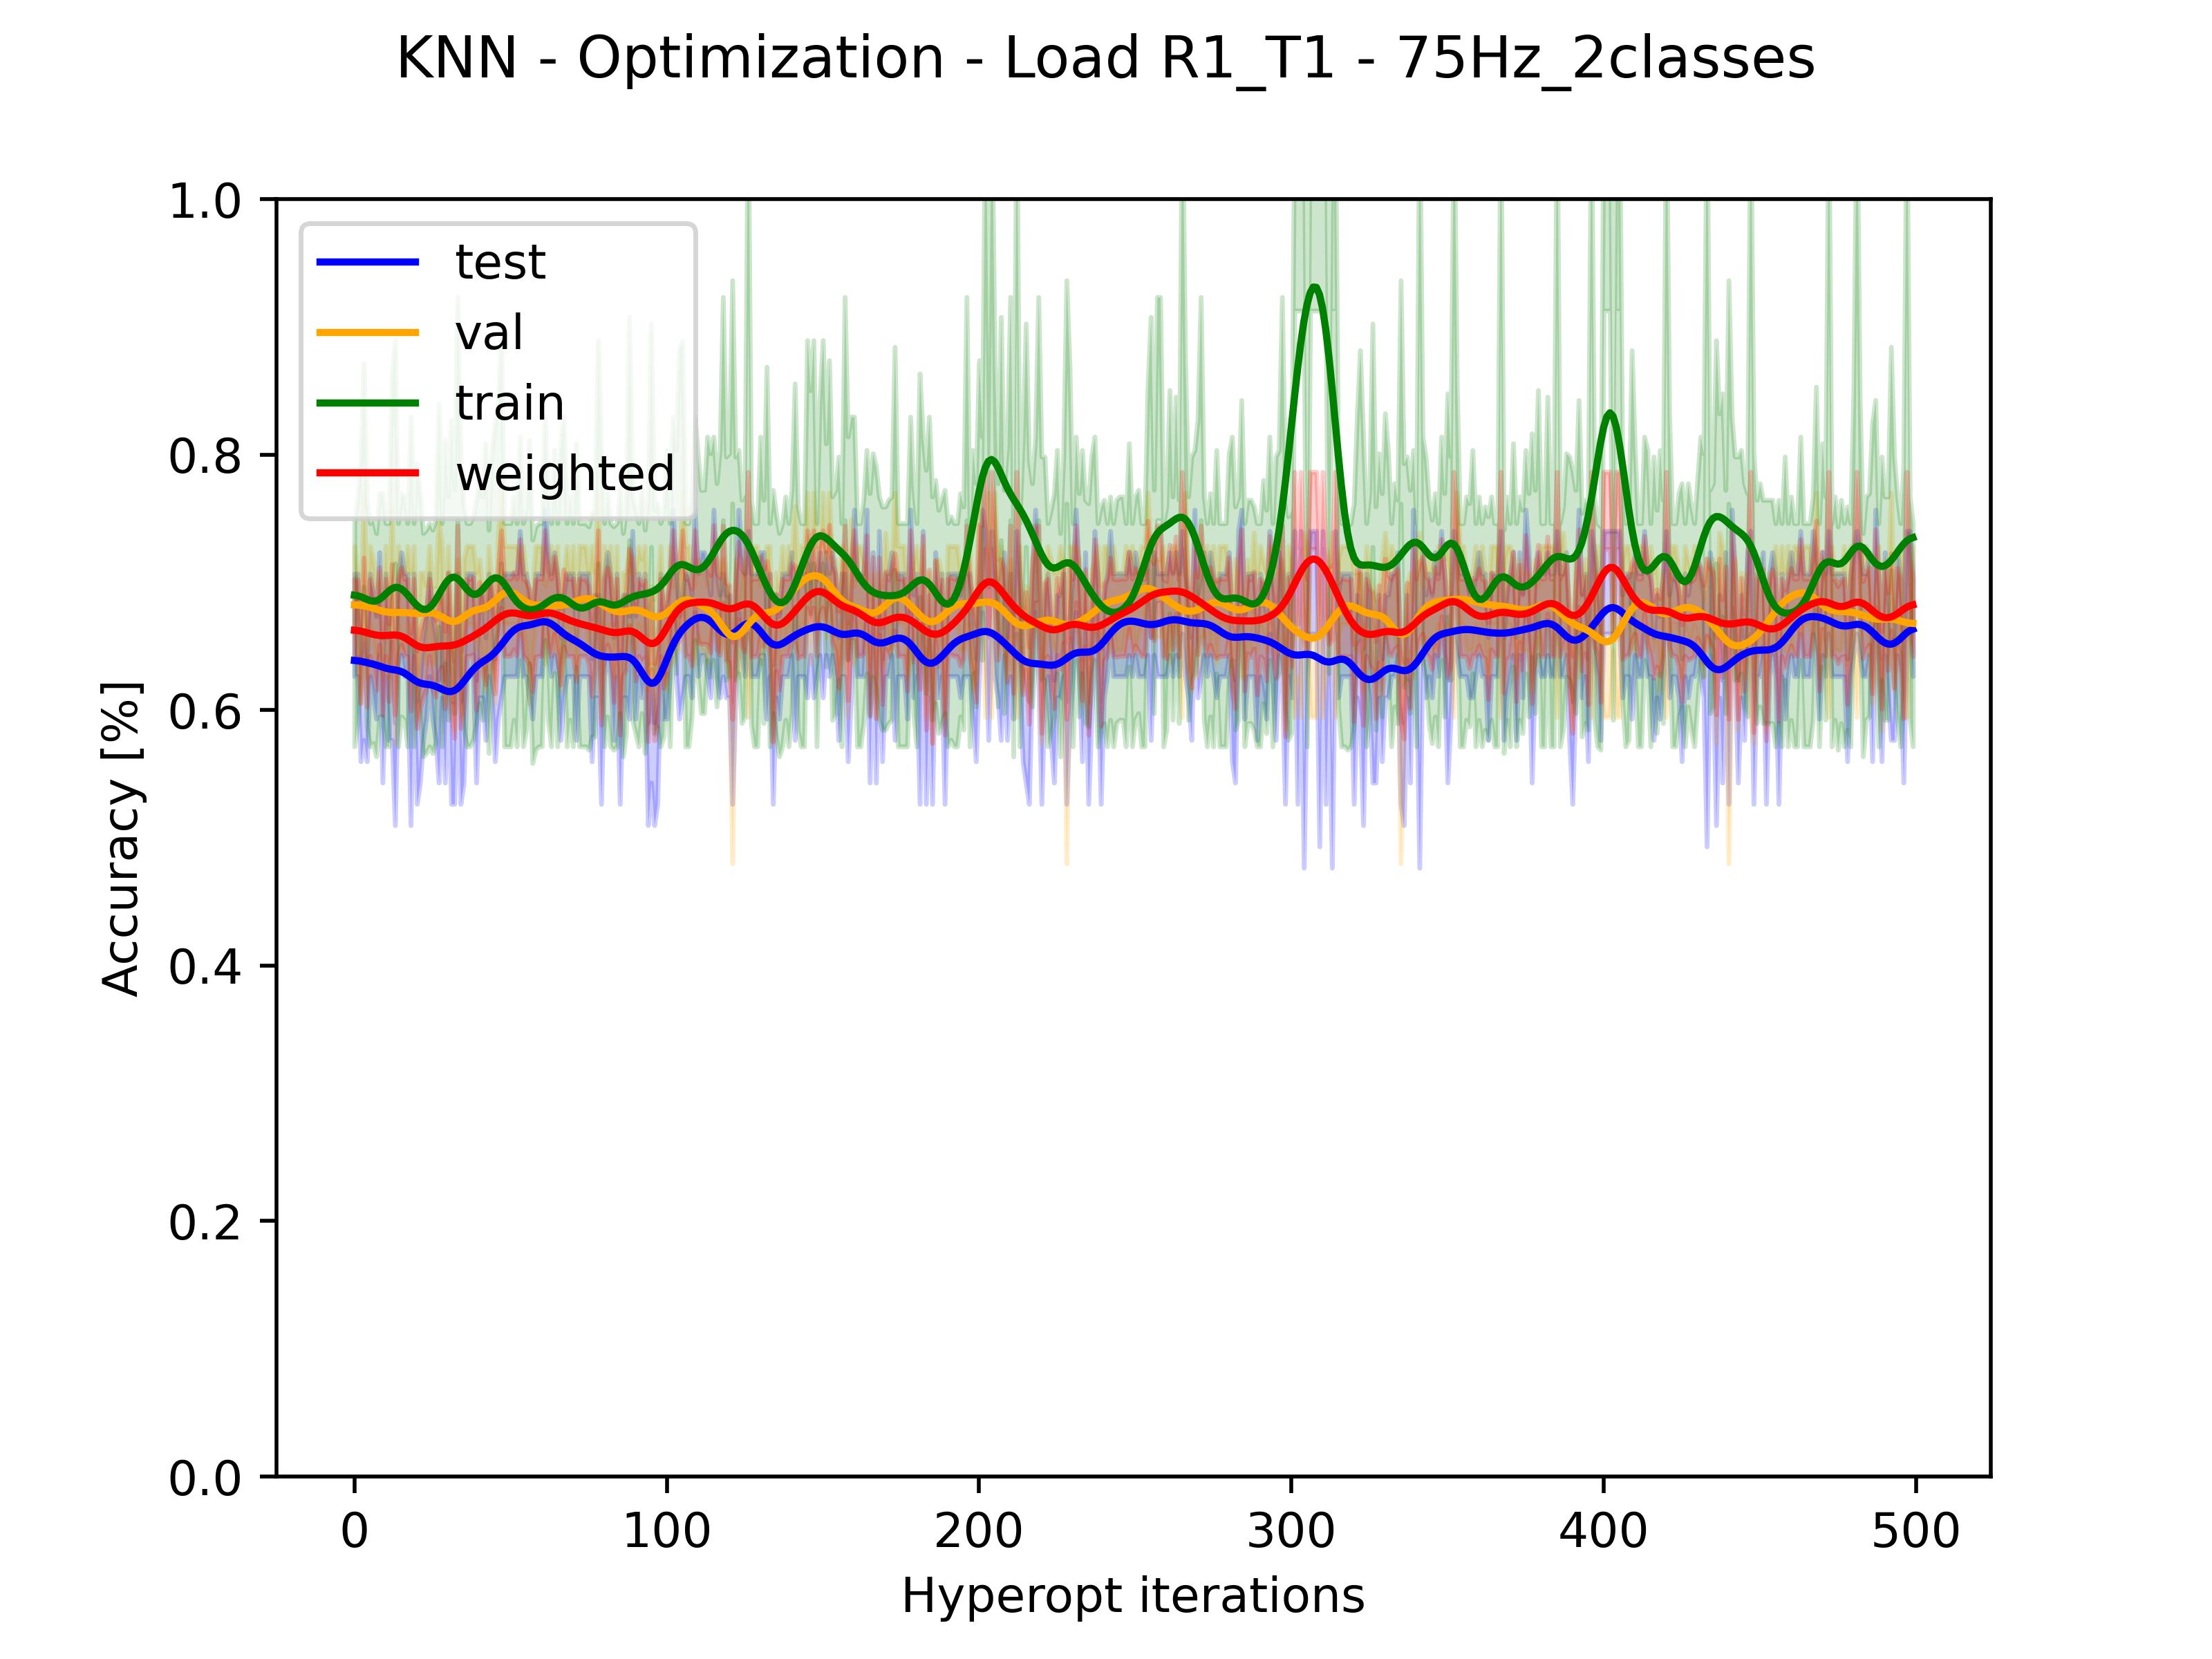 KNN - Optimization - Load R1_T1 - 75Hz_2classes
1.0
0.8
0.6
0.4
0.2
0.0
Accuracy [%]
test
val
train
weighted
0 100 200 300 400 500
Hyperopt iterations